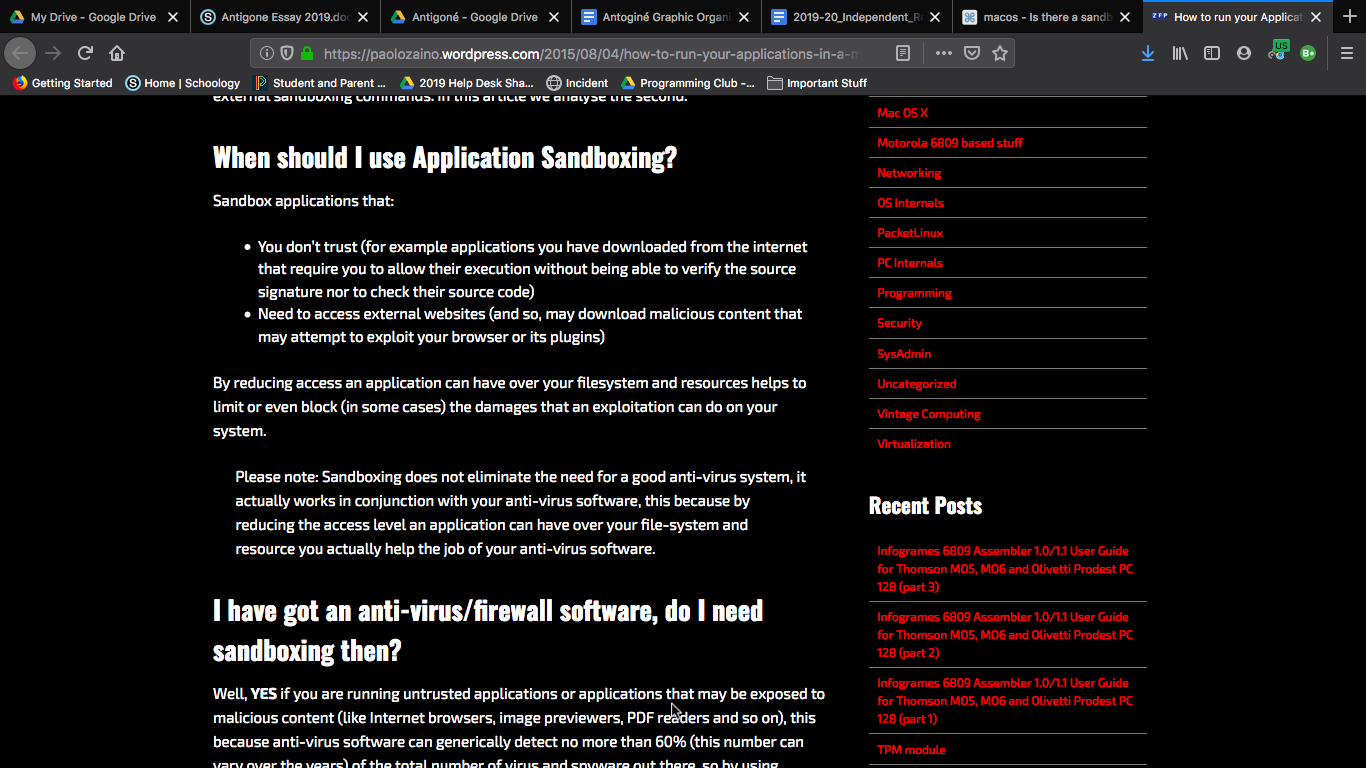 My Drive - Google Drive
Antigone Essay 2019.doc
Antigoné - Google Drive
Antoginé Graphic Organi
2019-20_Independent_Re
macos - Is there a sandb
ZFP How to run your Applicat
https://paolozaino.wordpress.com/2015/08/04/how-to-run-your-applications-in-a-m
US
B+
Getting Started
Home | Schoology
Student and Parent ...
2019 Help Desk Sha...
Incident
Programming Club -...
Important Stuff
external sandboxing commands. In this article we analyse the second.
When should I use Application Sandboxing?
Sandbox applications that:
You don't trust (for example applications you have downloaded from the internet
that require you to allow their execution without being able to verify the source
signature nor to check their source code)
Need to access external websites (and so, may download malicious content that
may attempt to exploit your browser or its plugins)
By reducing access an application can have over your filesystem and resources helps to
limit or even block (in some cases) the damages that an exploitation can do on your
system.
Please note: Sandboxing does not eliminate the need for a good anti-virus system, it
actually works in conjunction with your anti-virus software, this because by
reducing the access level an application can have over your file-system and
resource you actually help the job of your anti-virus software.
I have got an anti-virus/firewall software, do I need
sandboxing then?
Well, YES if you are running untrusted applications or applications that may be exposed to
malicious content (like Internet browsers, image previewers, PDF readers and so on), this
because anti-virus software can generically detect no more than 60% (this number can
vary over the years) of the total number of virus and spyware out there, so by using
Mac OS X
Motorola 6809 based stuff
Networking
OS Internals
PacketLinux
PC Internals
Programming
Security
SysAdmin
Uncategorized
Vintage Computing
Virtualization
Recent Posts
Infogrames 6809 Assembler 1.0/1.1 User Guide
for Thomson MO5, MO6 and Olivetti Prodest PC
128 (part 3)
Infogrames 6809 Assembler 1.0/1.1 User Guide
for Thomson MO5, MO6 and Olivetti Prodest PC
128 (part 2)
Infogrames 6809 Assembler 1.0/1.1 User Guide
for Thomson MO5, MO6 and Olivetti Prodest PC
128 (part 1)
TPM module